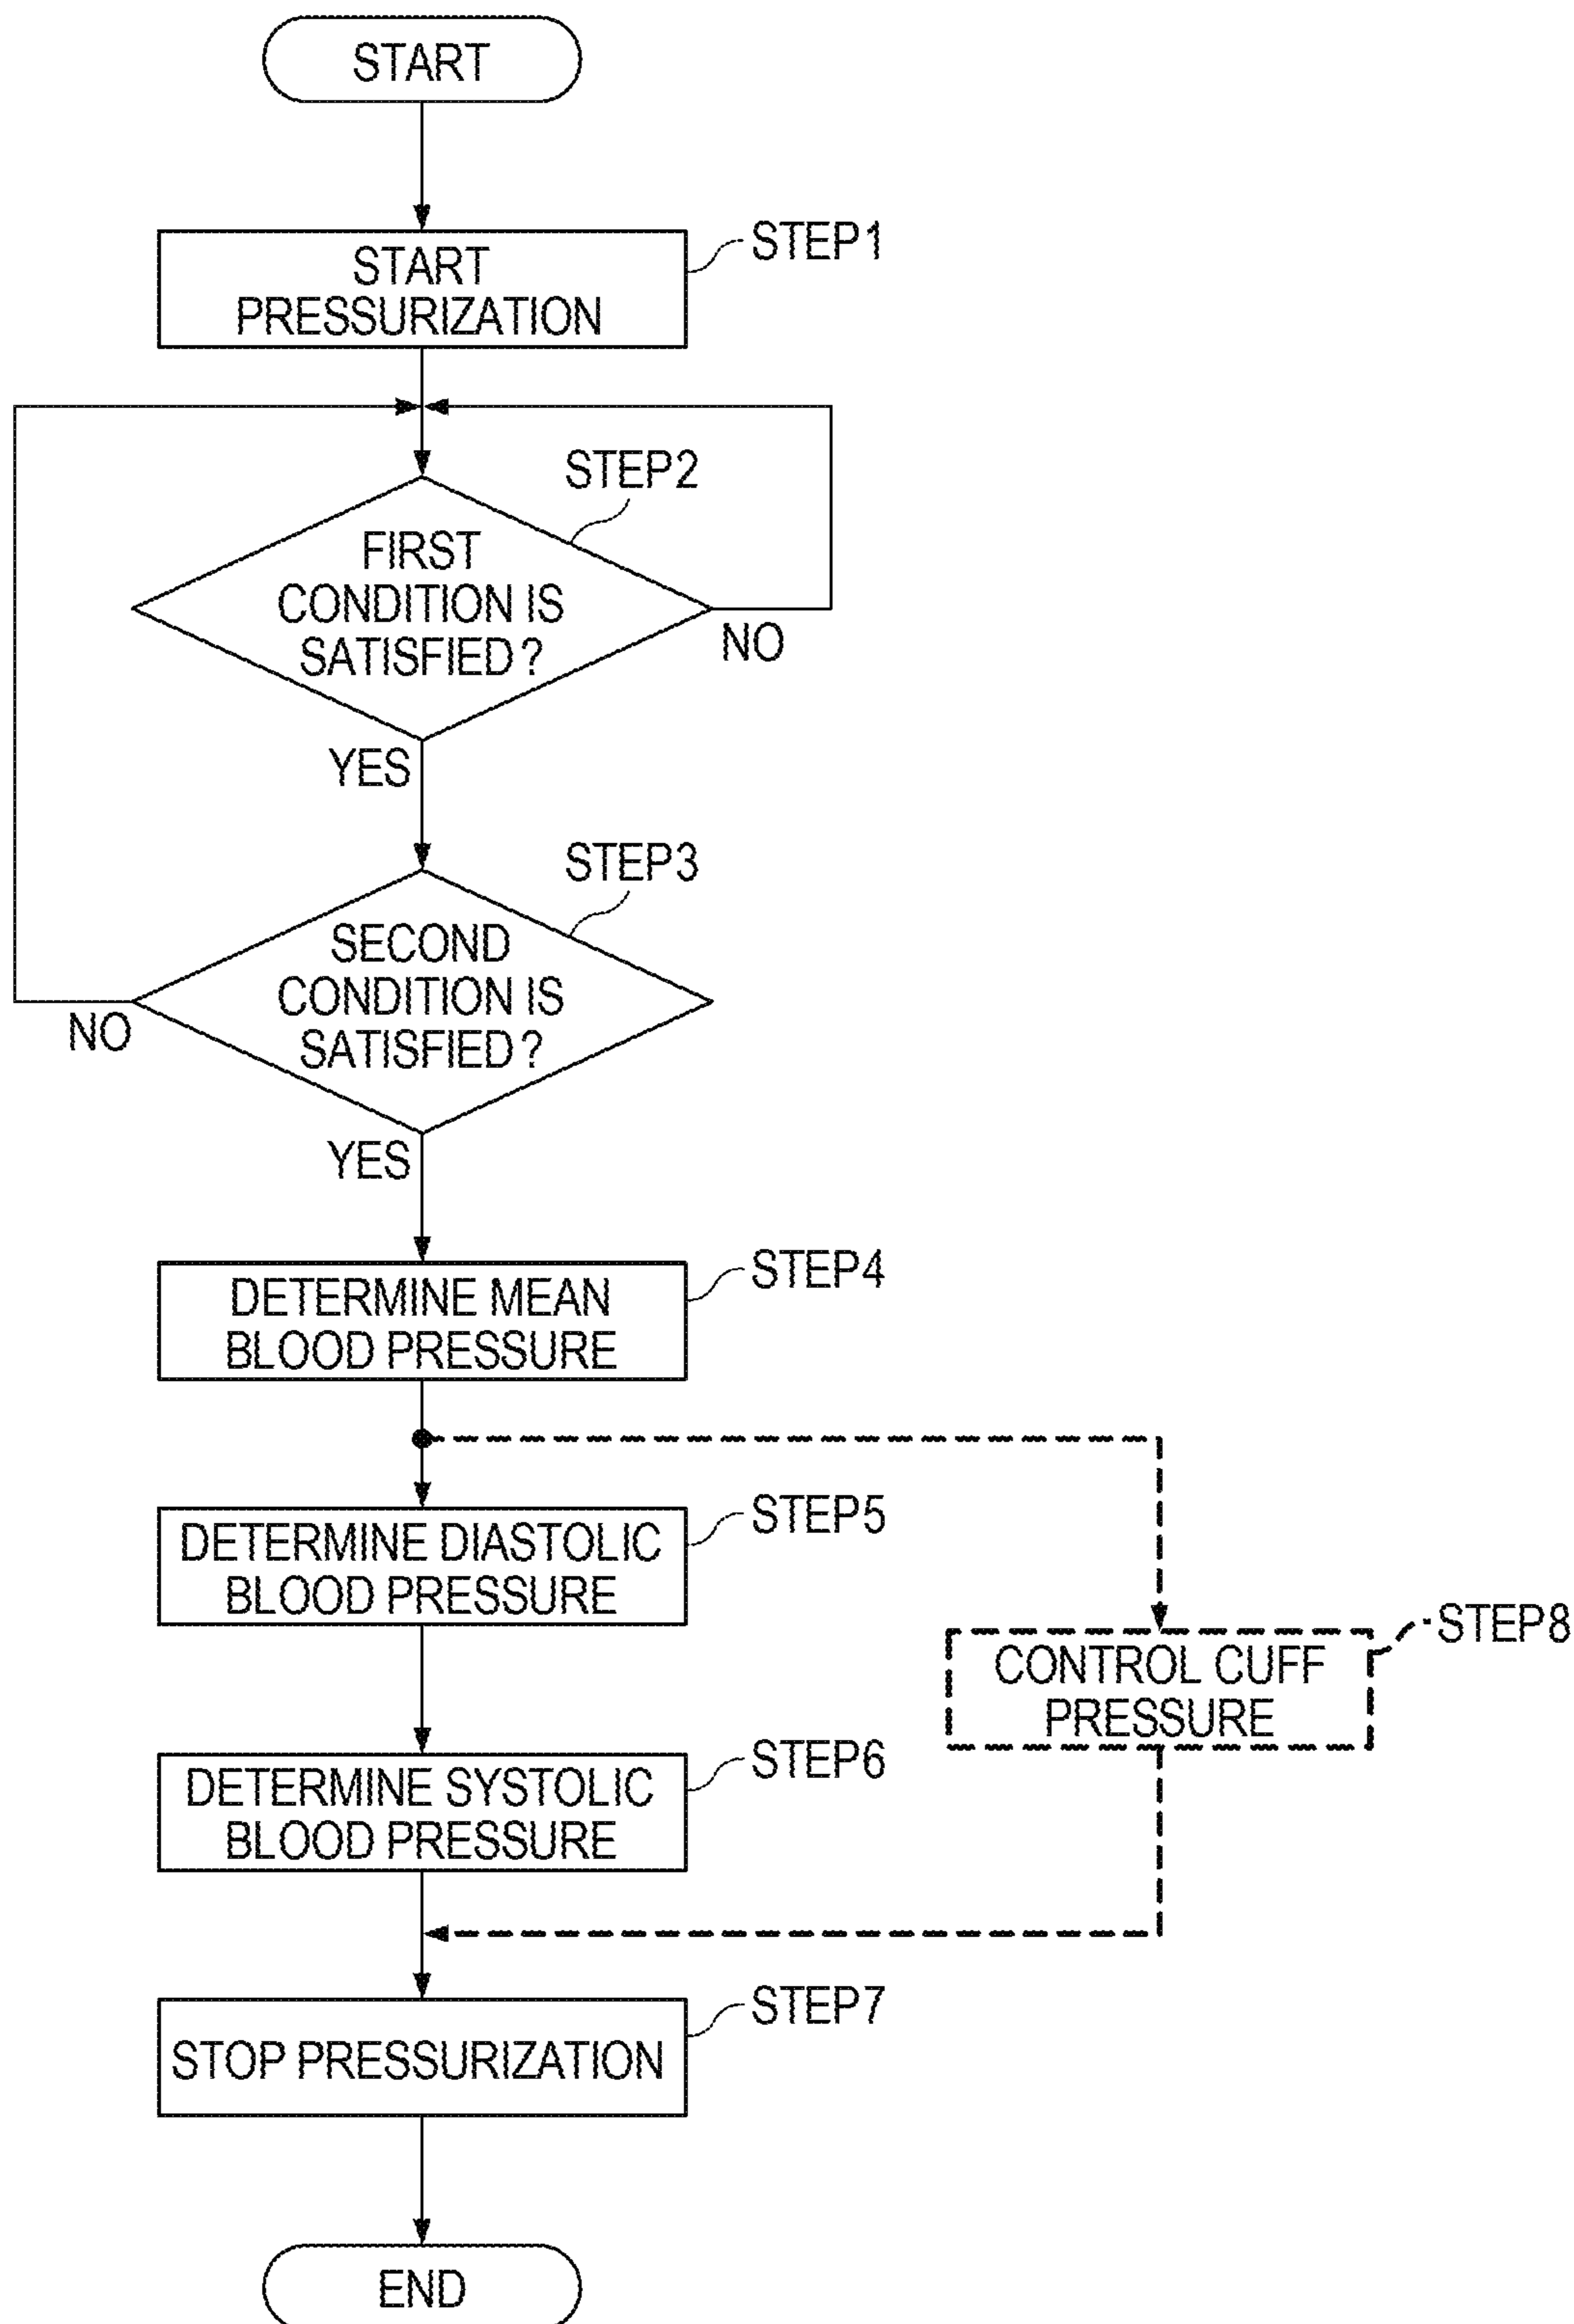 START
START
PRESSURIZATION
STEP1
STEP2
FIRST
CONDITION IS
SATISFIED?
NO
YES
STEP3
SECOND
CONDITION IS
SATISFIED?
NO
YES
STEP4
DETERMINE MEAN
BLOOD PRESSURE
STEP5
DETERMINE DIASTOLIC
BLOOD PRESSURE
STEP8
CONTROL CUFF
PRESSURE
STEP6
DETERMINE SYSTOLIC
BLOOD PRESSURE
STEP7
STOP PRESSURIZATION
END